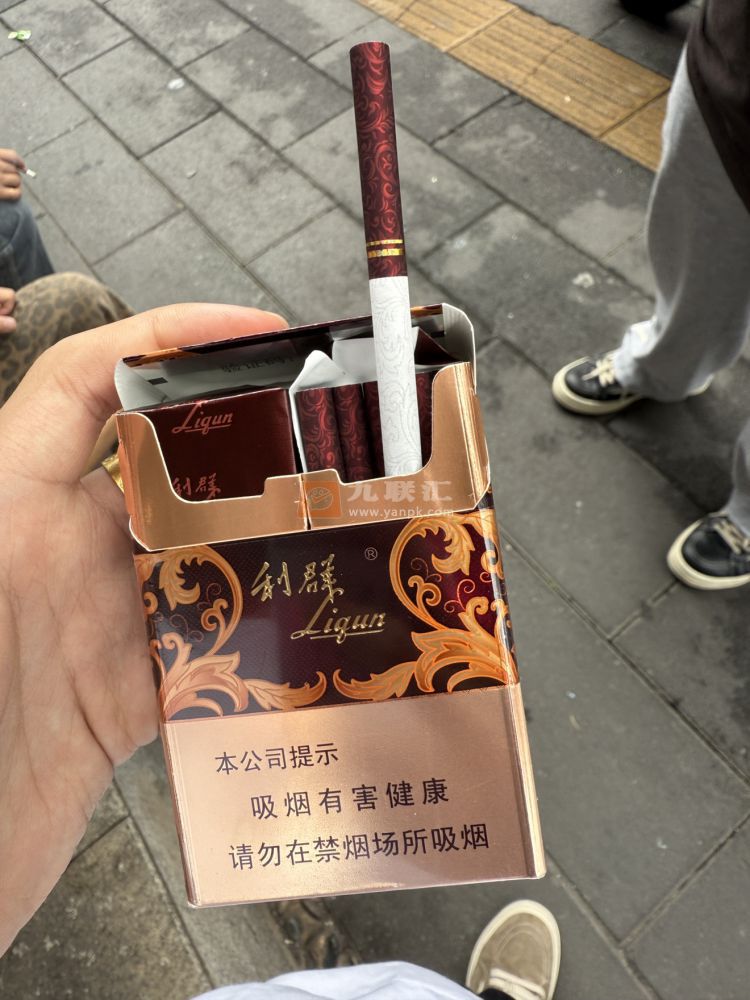 Liqun
利群
九联汇
www.yanpk.com
利群®
Liqun
本公司提示
吸烟有害健康
请勿在禁烟场所吸烟